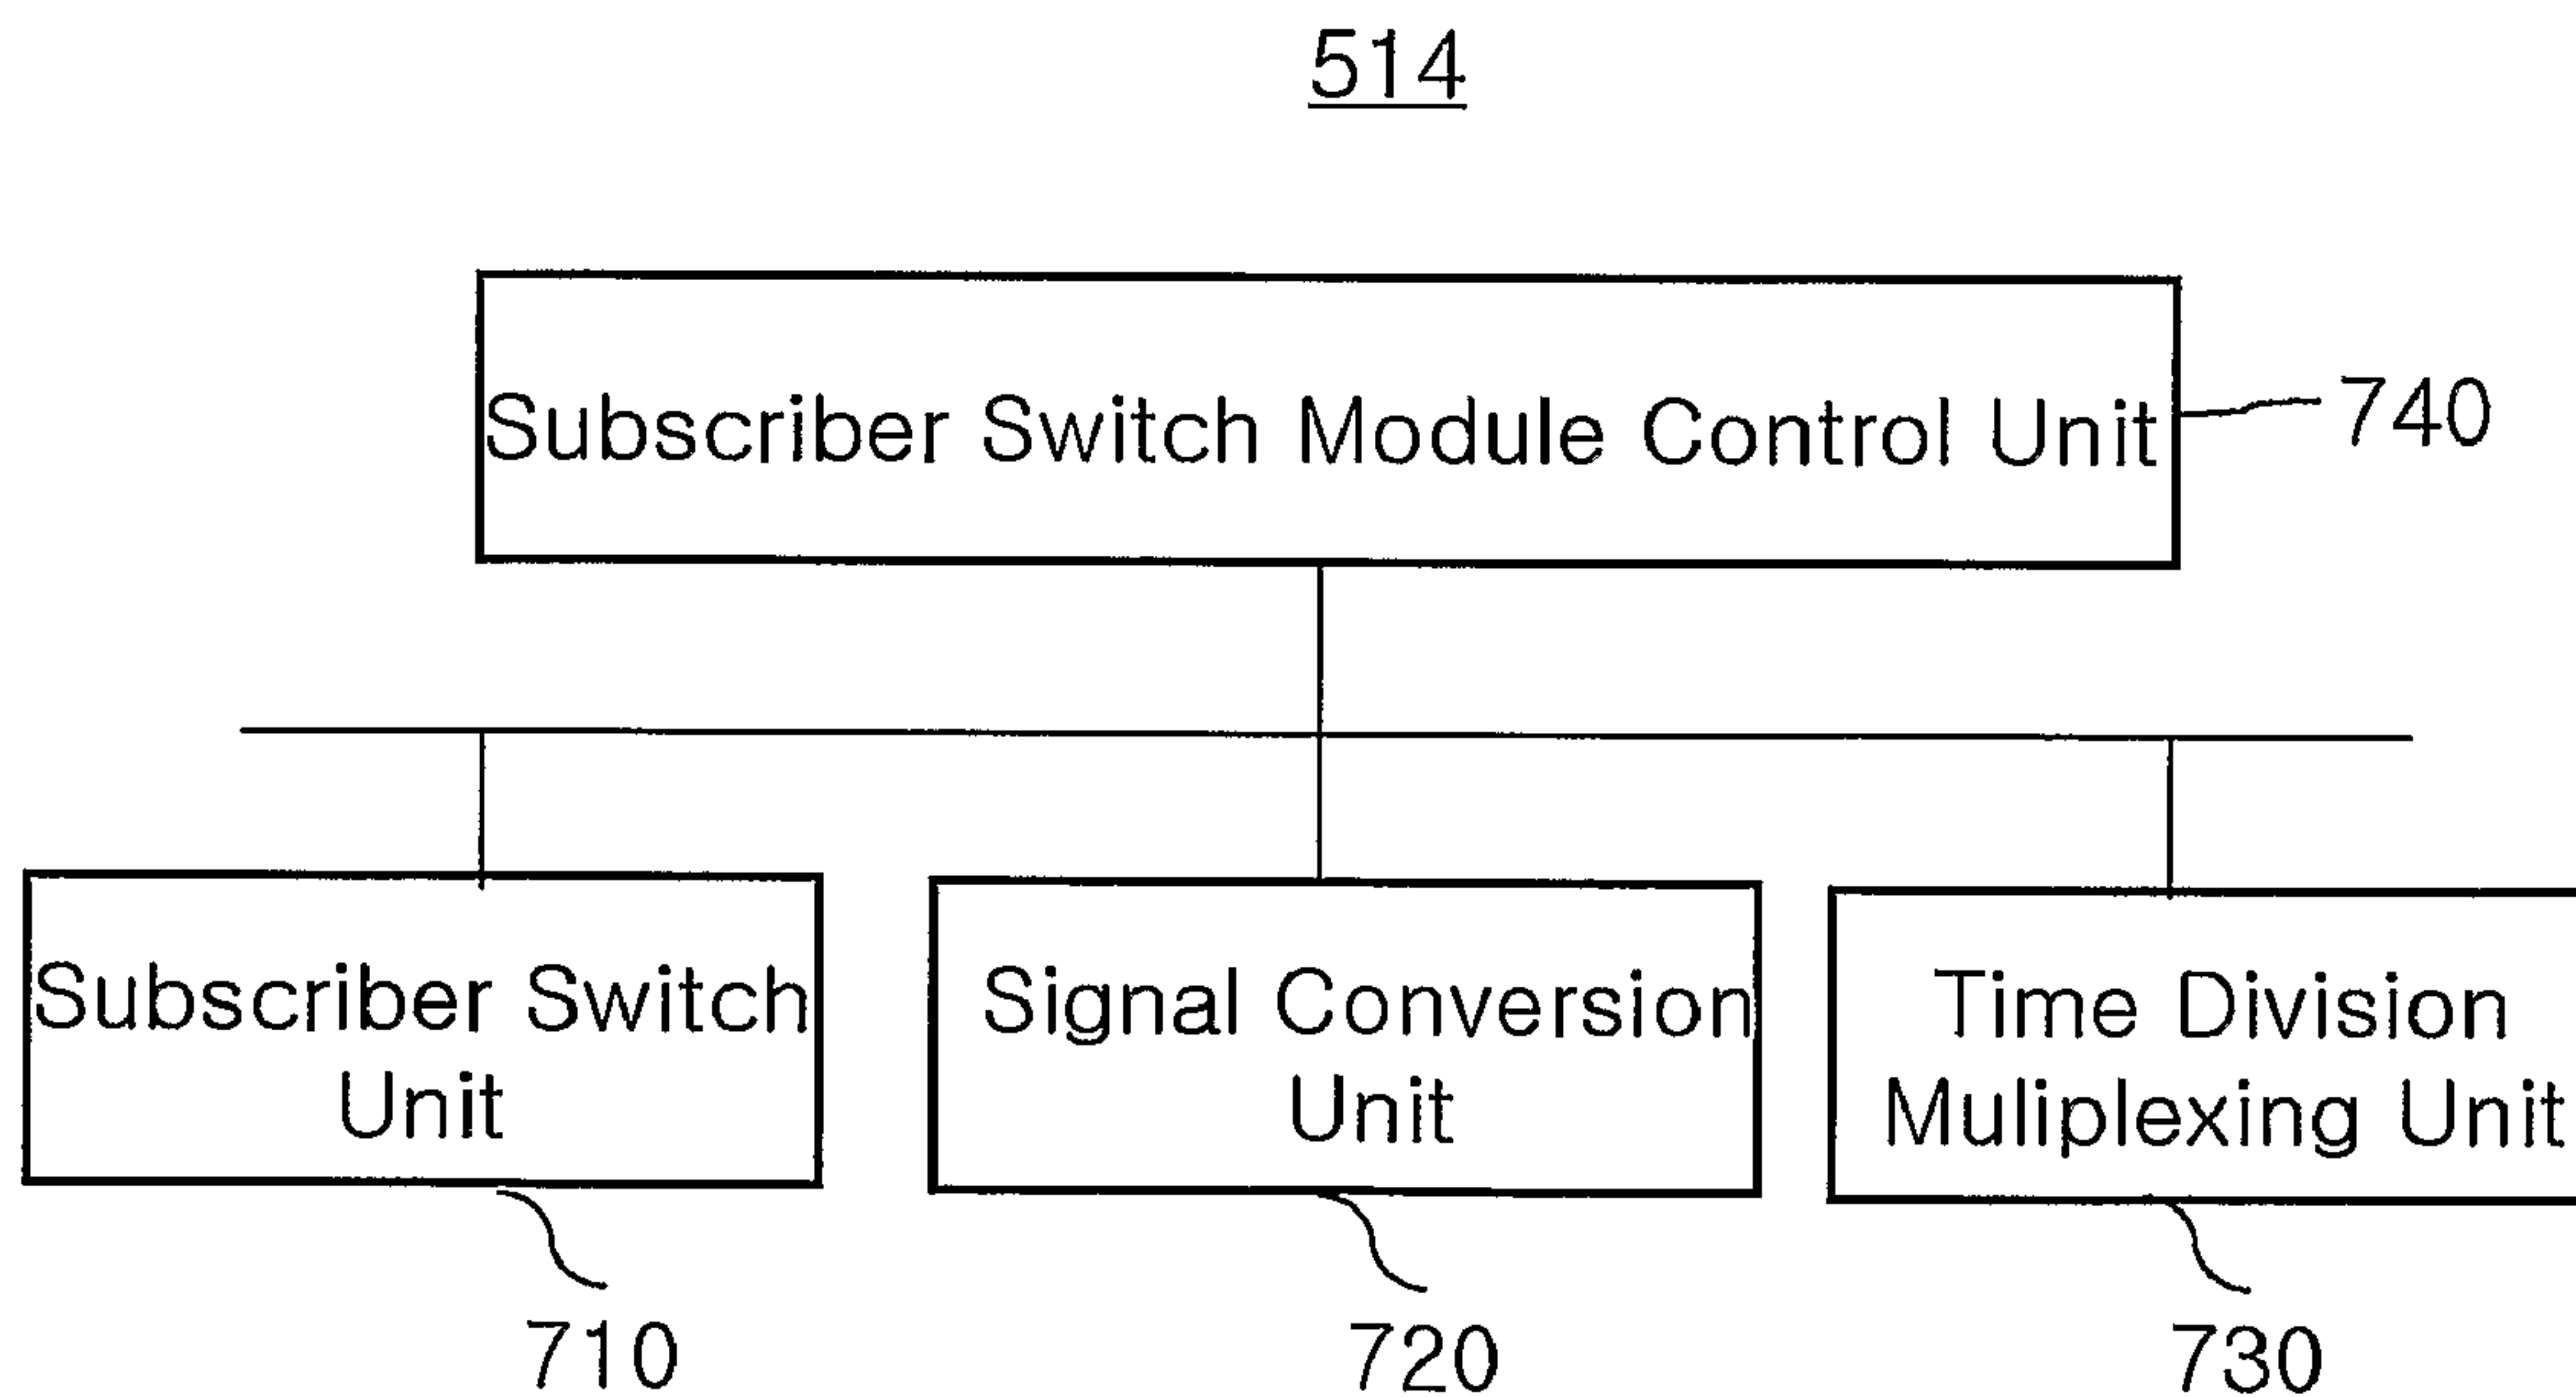 514
Subscriber Switch Module Control Unit
740
Subscriber Switch
Unit
Signal Conversion
Unit
Time Division
Muliplexing Unit
710
720
730